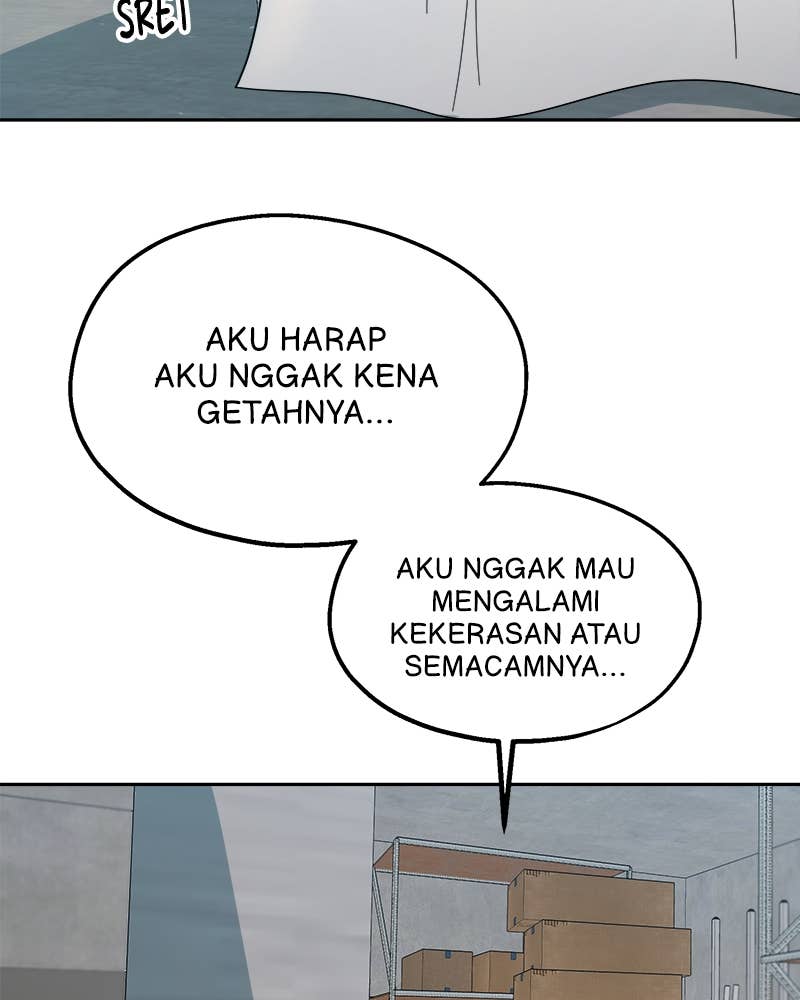 SRET
AKU HARAP
AKU NGGAK KENA
GETAHNYA...
AKU NGGAK MAU
MENGALAMI
KEKERASAN ATAU
SEMACAMNYA...